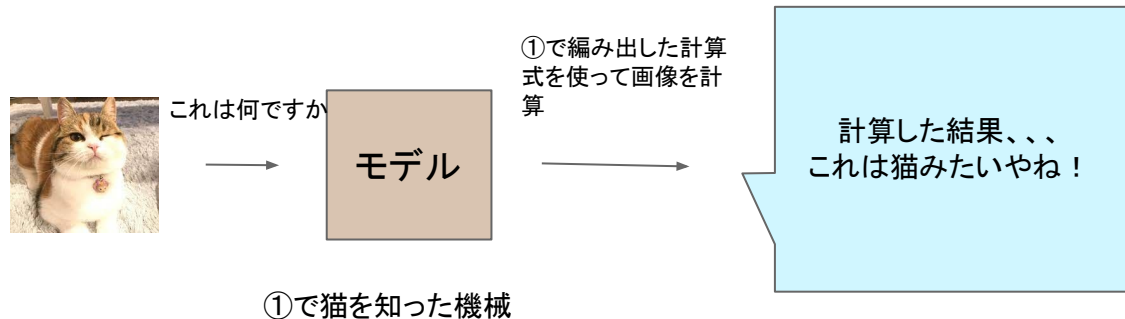 これは何ですか
モデル
①で猫を知った機械
①で編み出した計算
式を使って画像を計
算
計算した結果、、、
これは猫みたいやね！